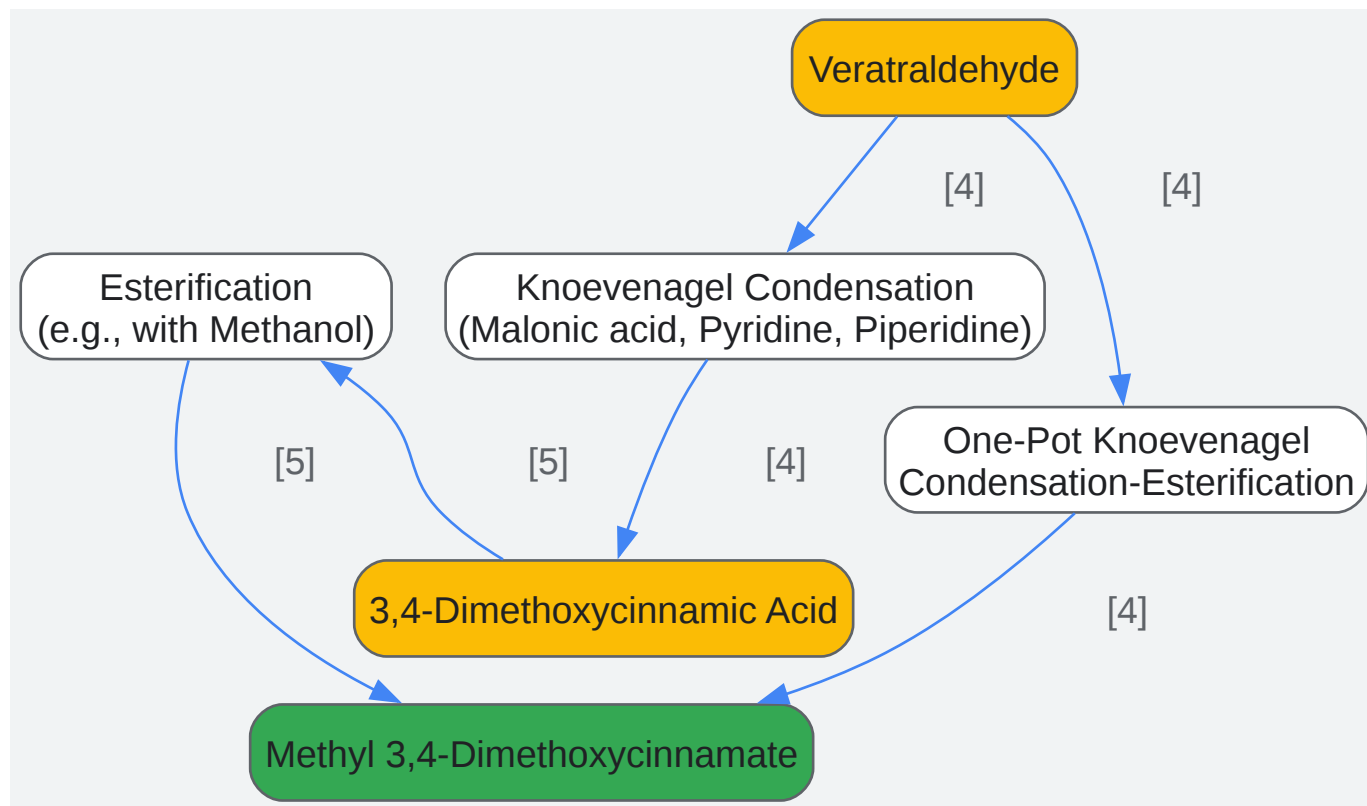 Veratraldehyde
[4]
[4]
Esterification
(e.g., with Methanol)
Knoevenagel Condensation
(Malonic acid, Pyridine, Piperidine)
One-Pot Knoevenagel
Condensation-Esterification
[5]
[5]
[4]
3,4-Dimethoxycinnamic Acid
[4]
Methyl 3,4-Dimethoxycinnamate